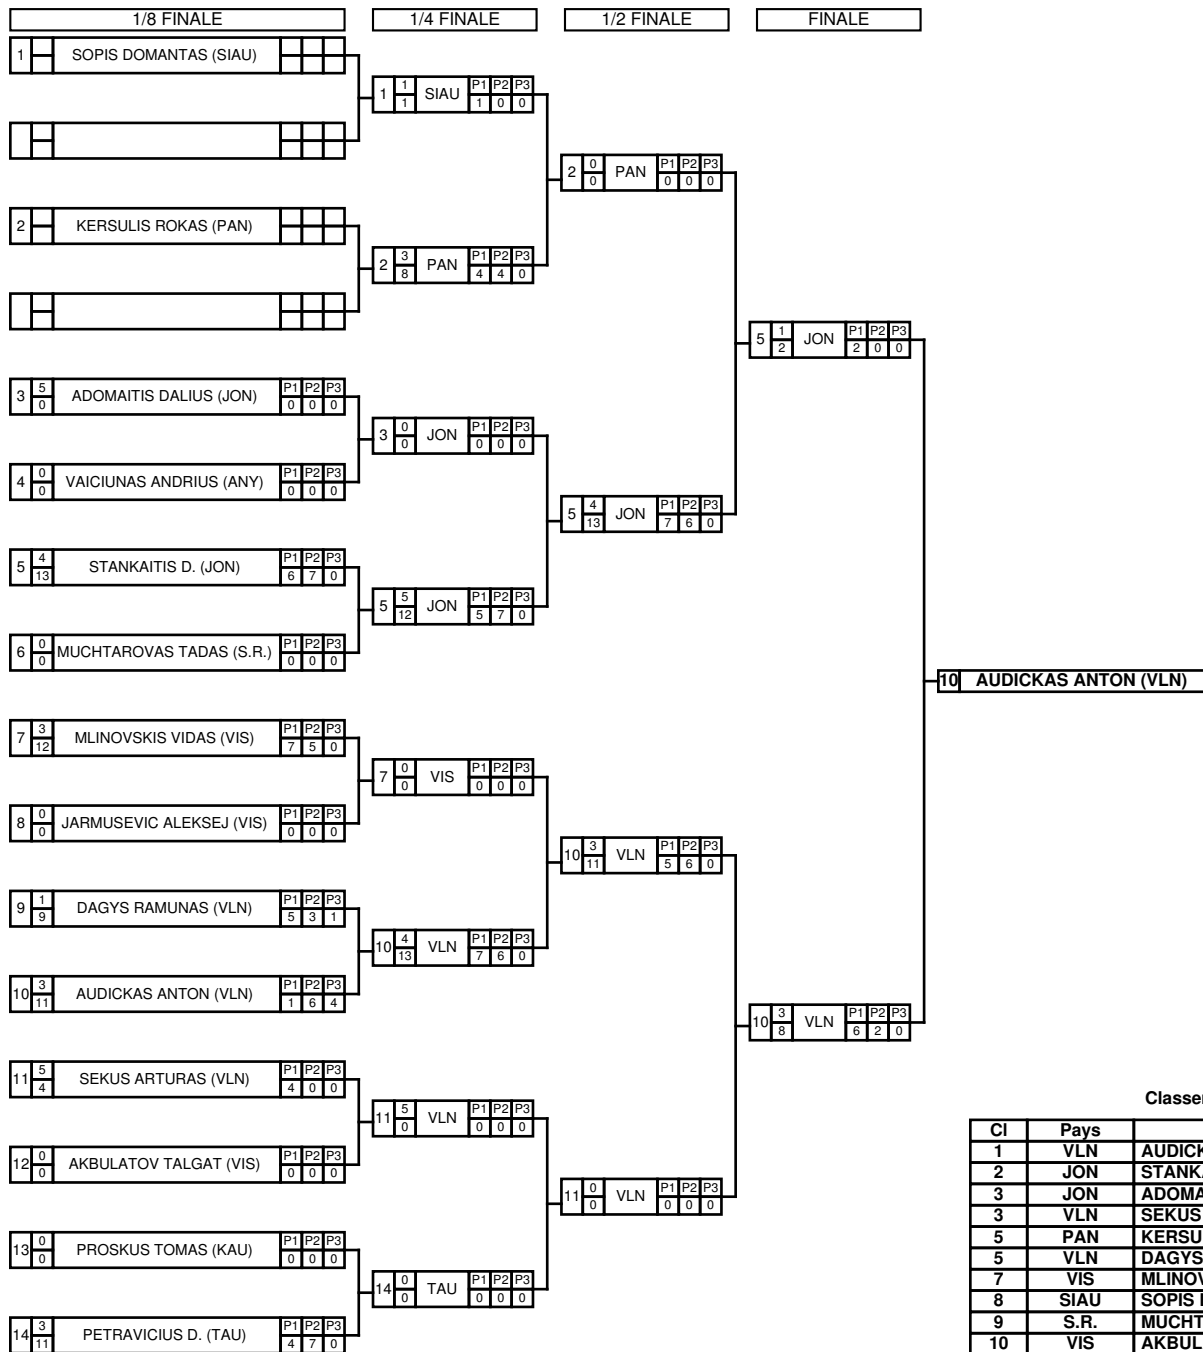 1/8 FINALE 1/4 FINALE 1/2 FINALE FINALE
1 SOPIS DOMANTAS (SIAU)
1 1 1 SIAU P1 P2 P3 1 0 0
2 0 0 PAN P1 P2 P3 0 0 0
2 KERSULIS ROKAS (PAN)
2 3 8 PAN P1 P2 P3 4 4 0
5 1 2 JON P1 P2 P3 2 0 0
3 5 0 ADOMAITIS DALIUS (JON) P1 P2 P3 0 0 0
3 0 0 JON P1 P2 P3 0 0 0
4 0 0 VAICIUNAS ANDRIUS (ANY) P1 P2 P3 0 0 0
5 4 13 JON P1 P2 P3 7 6 0
5 4 13 STANKAITIS D. (JON) P1 P2 P3 6 7 0
5 5 12 JON P1 P2 P3 5 7 0
6 0 0 MUCHTAROVAS TADAS (S.R.) P1 P2 P3 0 0 0
10 AUDICKAS ANTON (VLN)
7 3 12 MLINOVSKIS VIDAS (VIS) P1 P2 P3 7 5 0
7 0 0 VIS P1 P2 P3 0 0 0
8 0 0 JARMUSEVIC ALEKSEJ (VIS) P1 P2 P3 0 0 0
10 3 11 VLN P1 P2 P3 5 6 0
9 1 9 DAGYS RAMUNAS (VLN) P1 P2 P3 5 3 1
10 4 13 VLN P1 P2 P3 7 6 0
10 3 11 AUDICKAS ANTON (VLN) P1 P2 P3 1 6 4
10 3 8 VLN P1 P2 P3 6 2 0
11 5 4 SEKUS ARTURAS (VLN) P1 P2 P3 4 0 0
11 5 0 VLN P1 P2 P3 0 0 0
12 0 0 AKBULATOV TALGAT (VIS) P1 P2 P3 0 0 0
11 0 0 VLN P1 P2 P3 0 0 0
13 0 0 PROSKUS TOMAS (KAU) P1 P2 P3 0 0 0
14 0 0 TAU P1 P2 P3 0 0 0
14 3 11 PETRAVICIUS D. (TAU) P1 P2 P3 4 7 0
Classe
Cl Pays
1 VLN AUDICK
2 JON STANK
3 JON ADOMA
3 VLN SEKUS
5 PAN KERSU
5 VLN DAGYS
7 VIS MLINOV
8 SIAU SOPIS
9 S.R. MUCHT
10 VIS AKBUL